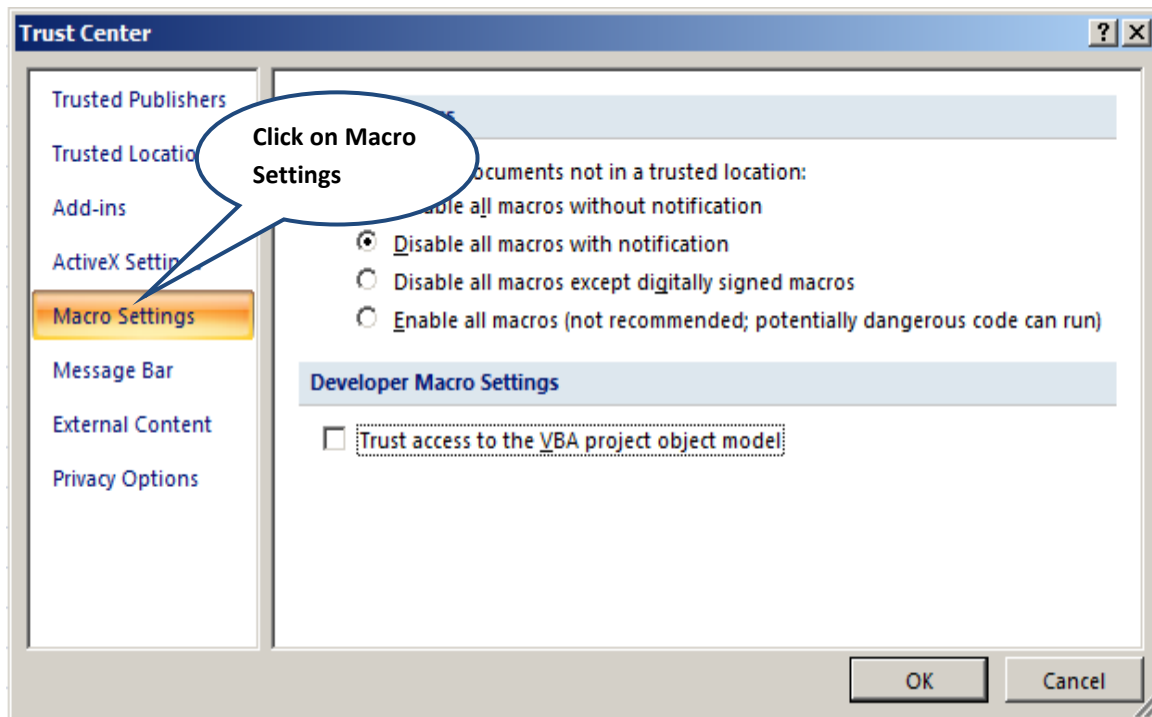 Trust Center
Trusted Publishers
Trusted Locatio
Add-ins
ActiveX Settin
Macro Settings
Message Bar
External Content
Privacy Options
Click on Macro
Settings
ocuments not in a trusted location:
all macros without notification
Disable all macros with notification
Disable all macros except digitally signed macros
Enable all macros (not recommended; potentially dangerous code can run)
Developer Macro Settings
Trust access to the VBA project object model
OK
Cancel